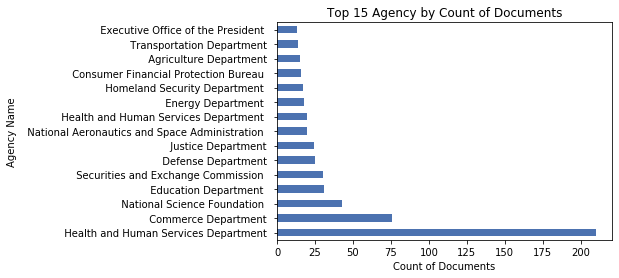 Top 15 Agency by Count of Documents
Executive Office of the President
Transportation Department
Agriculture Department
Consumer Financial Protection Bureau
Homeland Security Department
Energy Department
Health and Human Services Department
National Aeronautics and Space Administration
Justice Department
Defense Department
Securities and Exchange Commission
Education Department
National Science Foundation
Commerce Department
Health and Human Services Department
Agency Name
0 25 50 75 100 125 150 175 200
Count of Documents